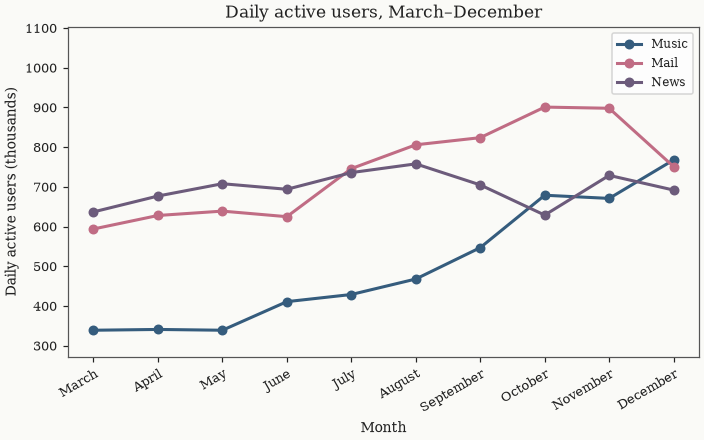 Daily active users, March–December
Daily active users (thousands)
1100
1000
900
800
700
600
500
400
300
Music
Mail
News
March
April
May
June
July
August
September
October
November
December
Month